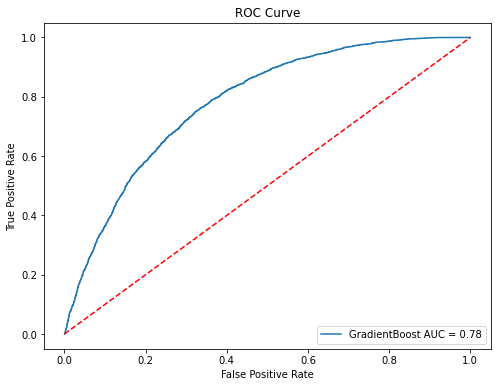 ROC Curve
1.0
0.8
0.6
0.4
0.2
0.0
True Positive Rate
GradientBoost AUC = 0.78
0.0 0.2 0.4 0.6 0.8 1.0
False Positive Rate